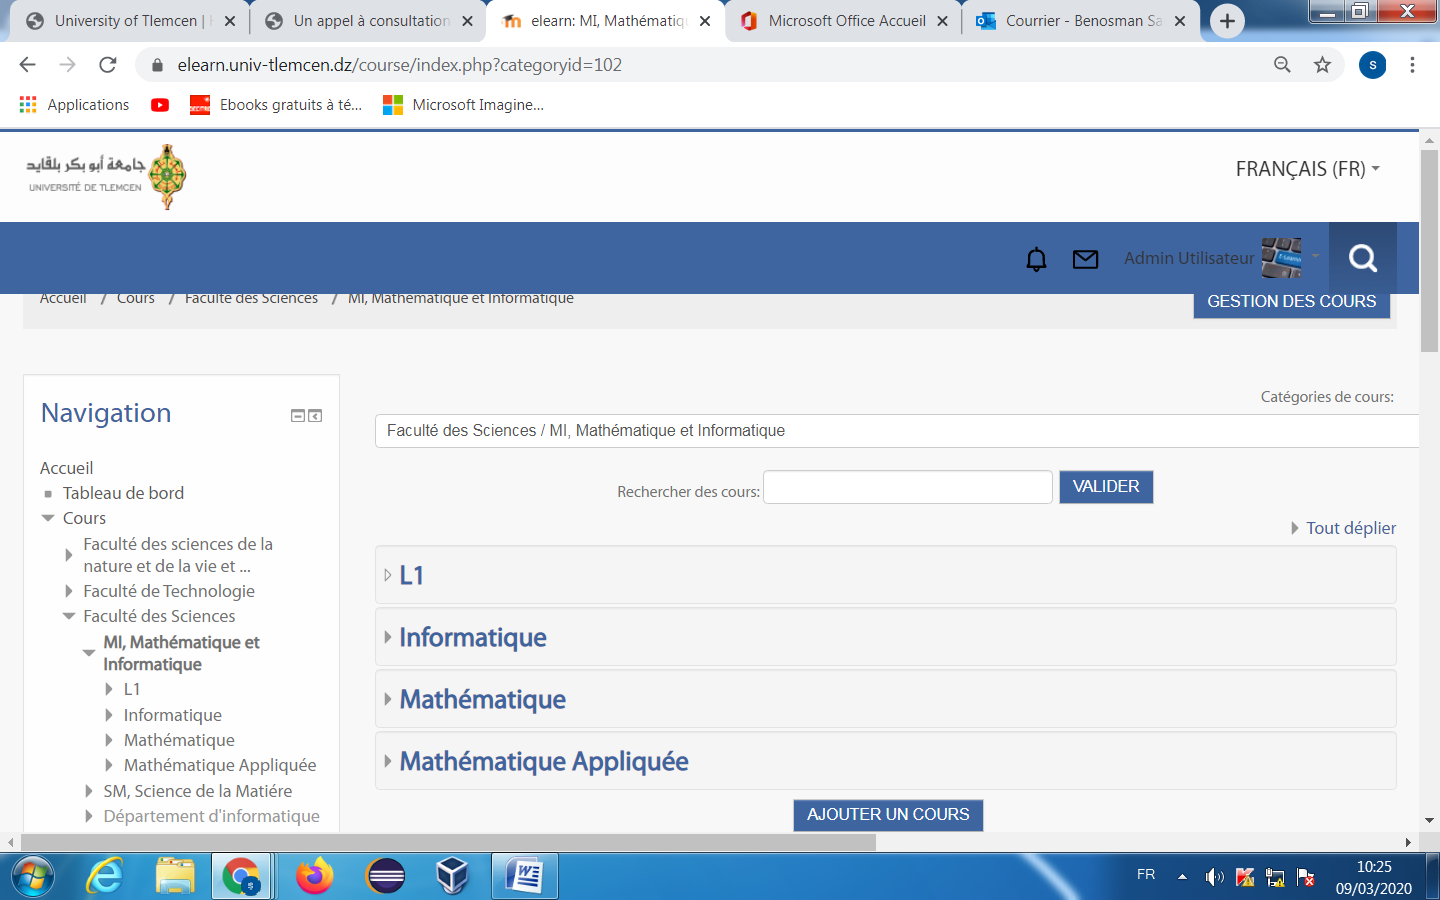 University of Tlemcen |
Un appel à consultation
elearn: MI, Mathématiqu
Microsoft Office Accueil
Courrier - Benosman Sa
elearn.univ-tlemcen.dz/course/index.php?categoryid=102
s
Applications
Ebooks gratuits à té...
Microsoft Imagine...
جامعة أبو بكر بلقايد
UNIVERSITÉ DE TLEMCEN
FRANÇAIS (FR)
Admin Utilisateur
Accueil / Cours / Faculté des Sciences / MI, Mathématique et Informatique
GESTION DES COURS
Navigation
Accueil
Tableau de bord
Cours
Faculté des sciences de la
nature et de la vie et ...
Faculté de Technologie
Faculté des Sciences
MI, Mathématique et
Informatique
L1
Informatique
Mathématique
Mathématique Appliquée
SM, Science de la Matiére
Département d'informatique
Catégories de cours:
Faculté des Sciences / MI, Mathématique et Informatique
Rechercher des cours:
VALIDER
Tout déplier
L1
Informatique
Mathématique
Mathématique Appliquée
AJOUTER UN COURS
FR
10:25
09/03/2020